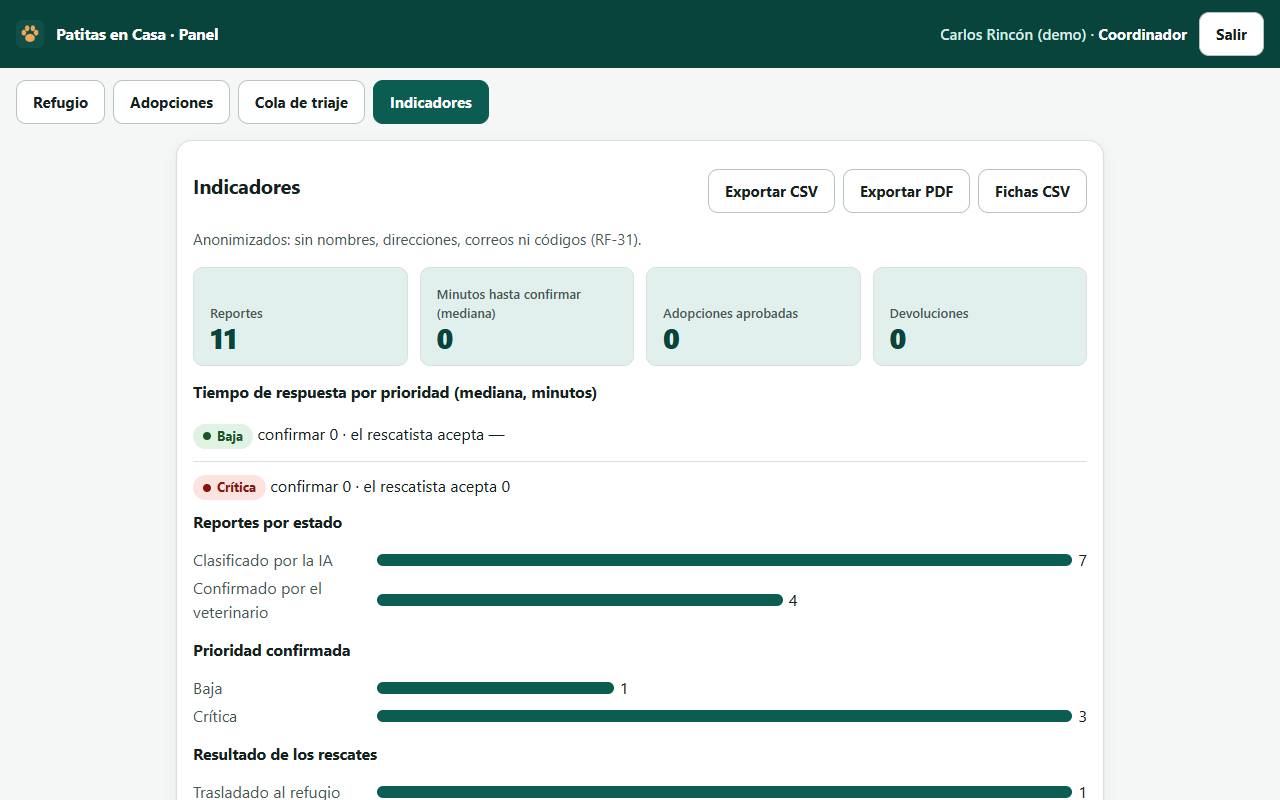 Patitas en Casa · Panel
Carlos Rincón (demo) · Coordinador
Salir
Refugio
Adopciones
Cola de triaje
Indicadores
Indicadores
Exportar CSV
Exportar PDF
Fichas CSV
Anonimizados: sin nombres, direcciones, correos ni códigos (RF-31).
Reportes
11
Minutos hasta confirmar
(mediana)
0
Adopciones aprobadas
0
Devoluciones
0
Tiempo de respuesta por prioridad (mediana, minutos)
Baja confirmar 0 · el rescatista acepta —
Crítica confirmar 0 · el rescatista acepta 0
Reportes por estado
Clasificado por la IA 7
Confirmado por el
veterinario 4
Prioridad confirmada
Baja 1
Crítica 3
Resultado de los rescates
Trasladado al refugio 1